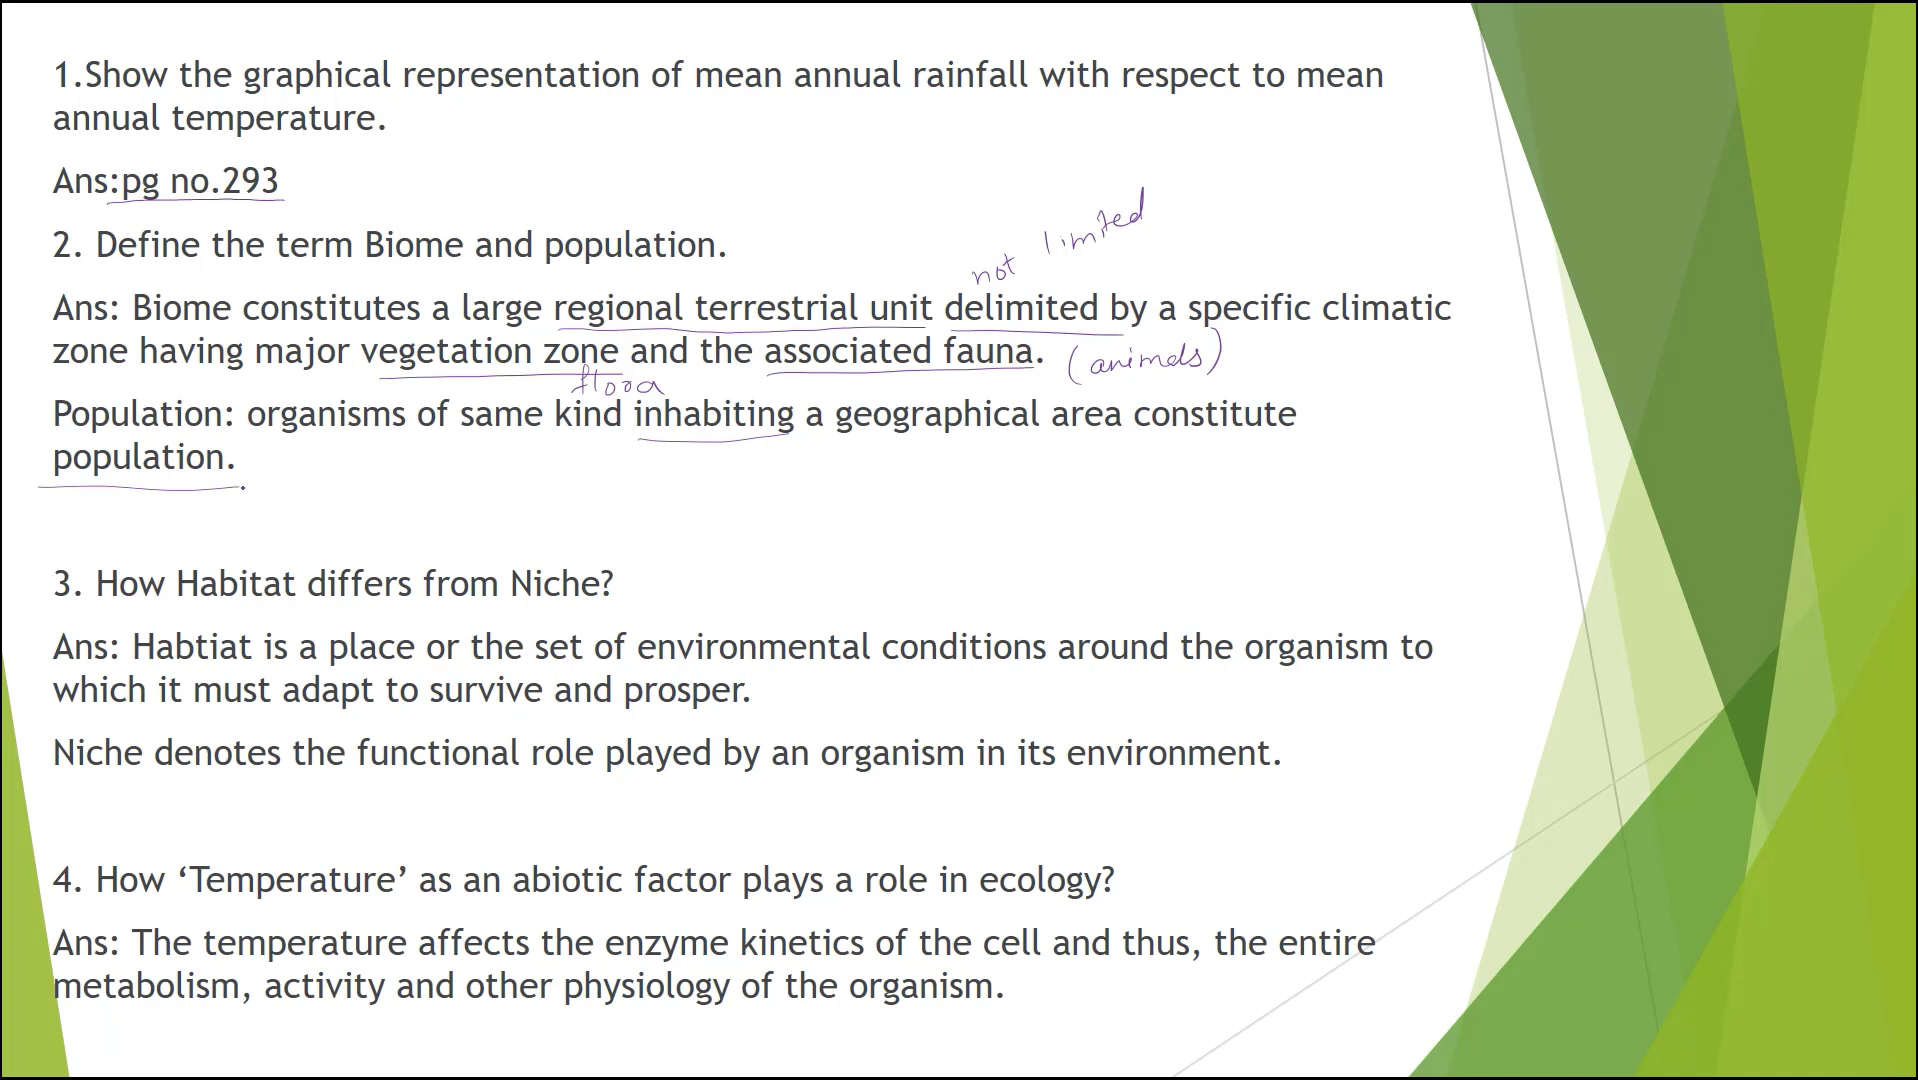 1.Show the graphical representation of mean annual rainfall with respect to mean
annual temperature.
Ans:pg no.293
2. Define the term Biome and population.
not limited
Ans: Biome constitutes a large regional terrestrial unit delimited by a specific climatic
zone having major vegetation zone and the associated fauna. (animals)
flora
Population: organisms of same kind inhabiting a geographical area constitute
population.
3. How Habitat differs from Niche?
Ans: Habtiat is a place or the set of environmental conditions around the organism to
which it must adapt to survive and prosper.
Niche denotes the functional role played by an organism in its environment.
4. How ‘Temperature’ as an abiotic factor plays a role in ecology?
Ans: The temperature affects the enzyme kinetics of the cell and thus, the entire
metabolism, activity and other physiology of the organism.